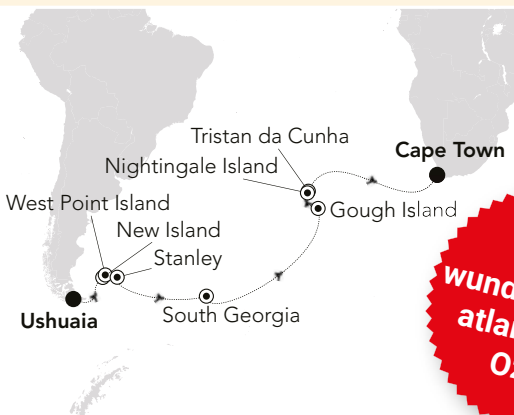 Tristan da Cunha
Cape Town
Nightingale Island
West Point Island
Gough Island
New Island
Stanley
South Georgia
Ushuaia